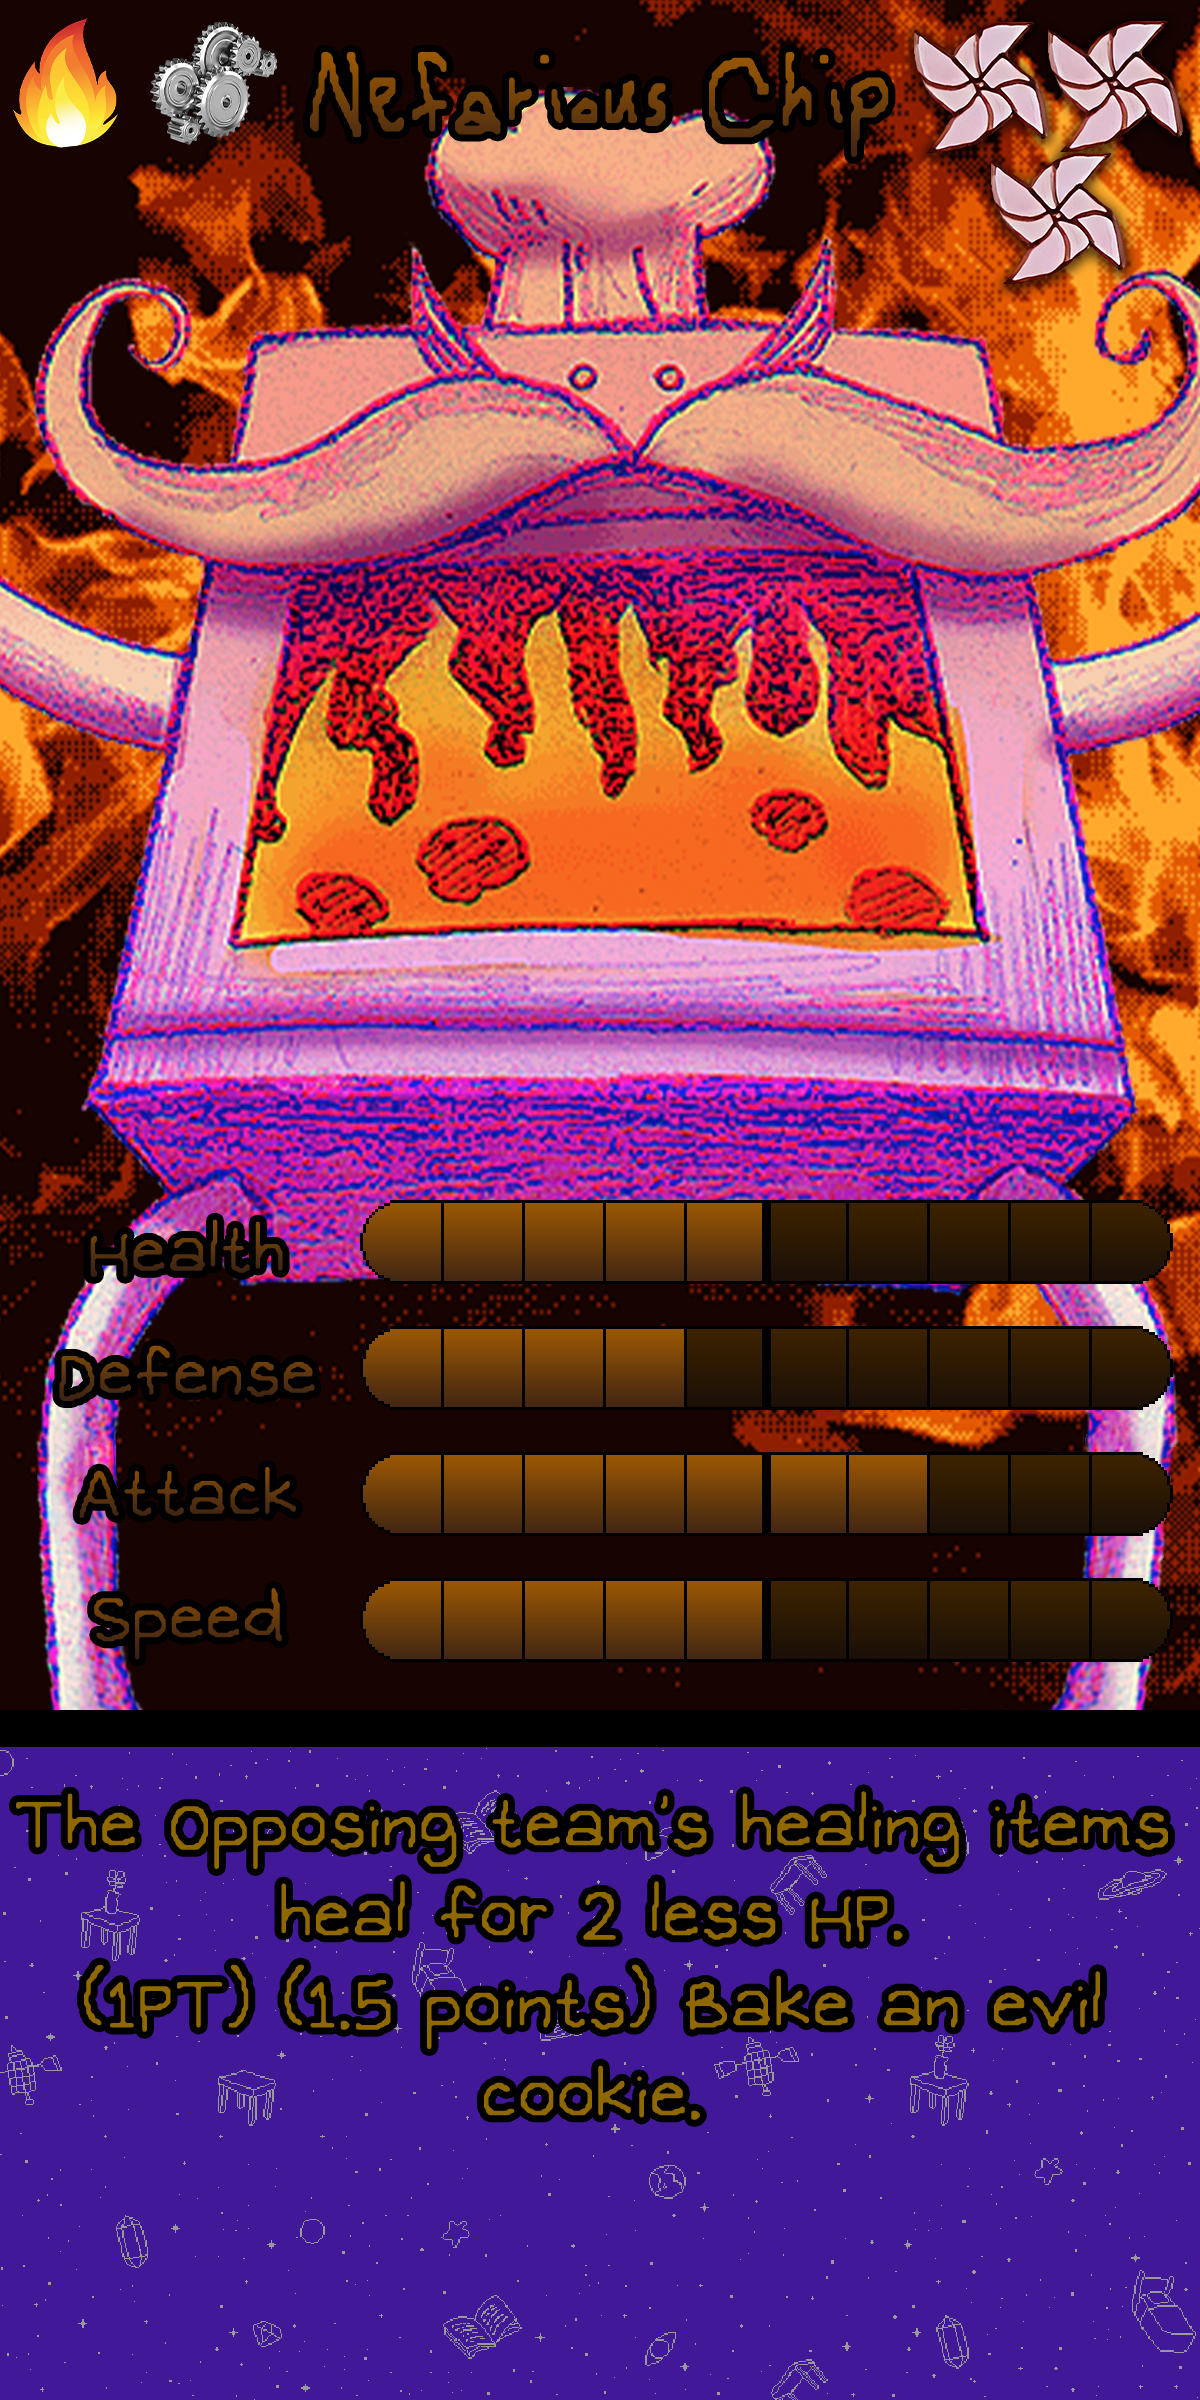 Nefarious Chip
Health
Defense
Attack
Speed
The Opposing team's healing items
heal for 2 less HP.
(1PT) (1.5 points) Bake an evil
cookie.